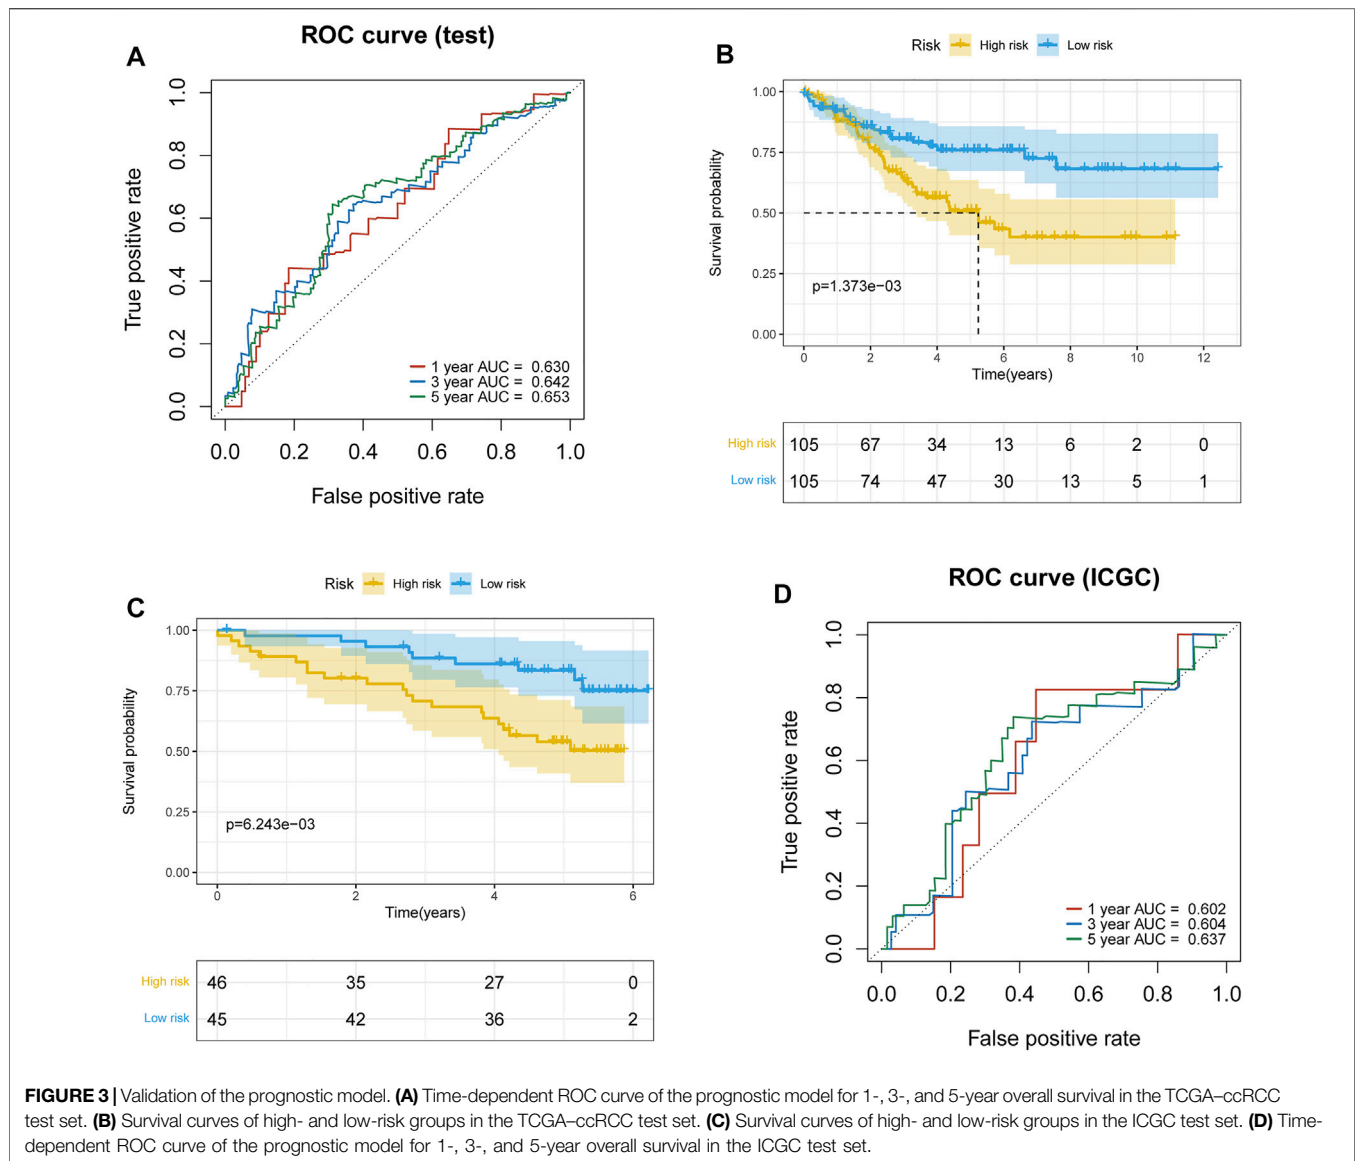 ROC curve (test)
A
True positive rate
0.0 0.2 0.4 0.6 0.8 1.0
1 year AUC = 0.630
3 year AUC = 0.642
5 year AUC = 0.653
0.0 0.2 0.4 0.6 0.8 1.0
False positive rate
B
Risk High risk Low risk
Survival probability
1.00
0.75
0.50
0.25
0.00
p=1.373e−03
0 2 4 6 8 10 12
Time(years)
High risk 105 67 34 13 6 2 0
Low risk 105 74 47 30 13 5 1
C
Risk High risk Low risk
Survival probability
1.00
0.75
0.50
0.25
0.00
p=6.243e−03
0 2 4 6
Time(years)
High risk 46 35 27 0
Low risk 45 42 36 2
ROC curve (ICGC)
D
True positive rate
0.0 0.2 0.4 0.6 0.8 1.0
1 year AUC = 0.602
3 year AUC = 0.604
5 year AUC = 0.637
0.0 0.2 0.4 0.6 0.8 1.0
False positive rate
FIGURE 3 | Validation of the prognostic model. (A) Time-dependent ROC curve of the prognostic model for 1-, 3-, and 5-year overall survival in the TCGA–ccRCC
test set. (B) Survival curves of high- and low-risk groups in the TCGA–ccRCC test set. (C) Survival curves of high- and low-risk groups in the ICGC test set. (D) Time-
dependent ROC curve of the prognostic model for 1-, 3-, and 5-year overall survival in the ICGC test set.